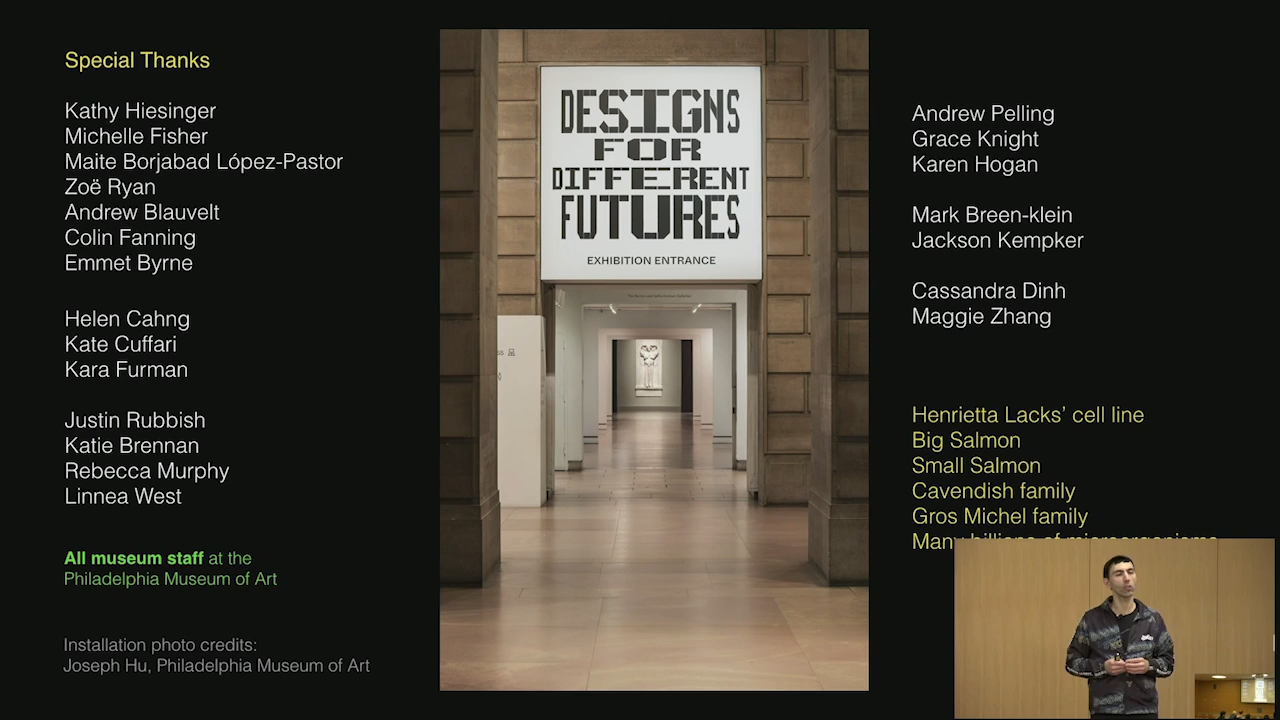 Special Thanks
Kathy Hiesinger
Michelle Fisher
Maite Borjabad López-Pastor
Zoë Ryan
Andrew Blauvelt
Colin Fanning
Emmet Byrne
Helen Cahng
Kate Cuffari
Kara Furman
Justin Rubbish
Katie Brennan
Rebecca Murphy
Linnea West
All museum staff at the
Philadelphia Museum of Art
Installation photo credits:
Joseph Hu, Philadelphia Museum of Art
DESIGNS
FOR
DIFFERENT
FUTURES
EXHIBITION ENTRANCE
Andrew Pelling
Grace Knight
Karen Hogan
Mark Breen-klein
Jackson Kempker
Cassandra Dinh
Maggie Zhang
Henrietta Lacks' cell line
Big Salmon
Small Salmon
Cavendish family
Gros Michel family
Many billions of microorganisms